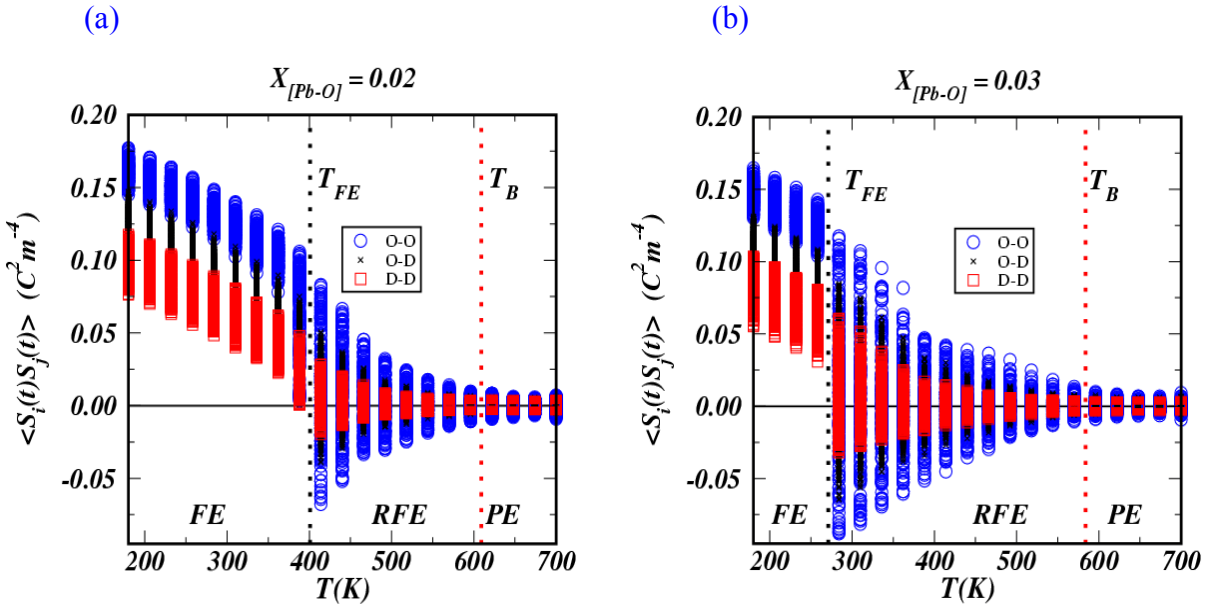 (a)
X[Pb-O] = 0.02
0.20
0.15
0.10
0.05
0.00
-0.05
<Si(t)Sj(t)> (C²m⁻⁴)
TFE
TB
O-O
O-D
D-D
FE
RFE
PE
200 300 400 500 600 700
T(K)
(b)
X[Pb-O] = 0.03
0.20
0.15
0.10
0.05
0.00
-0.05
<Si(t)Sj(t)> (C²m⁻⁴)
TFE
TB
O-O
O-D
D-D
FE
RFE
PE
200 300 400 500 600 700
T(K)